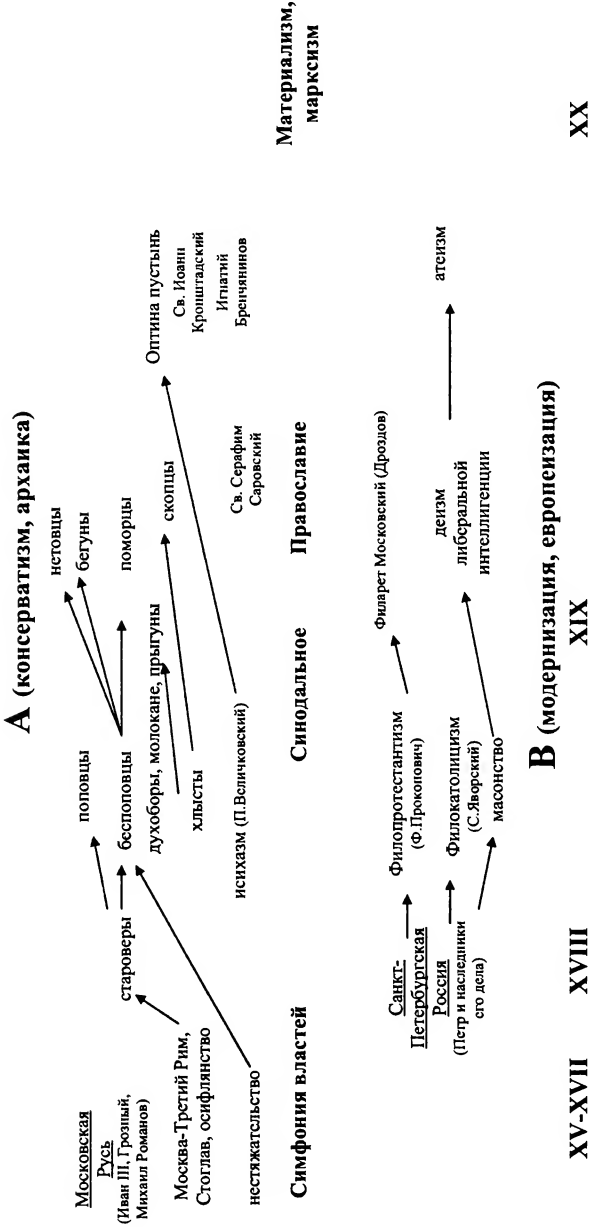 А (консерватизм, архаика)
Московская
Русь
(Иван III, Грозный,
Михаил Романов)
Москва-Третий Рим,
Стоглав, осифлянство
нестяжательство
староверы
поповцы
беспоповцы
духоборы, молокане, прыгуны
хлысты
исихазм (П.Величковский)
нетовцы
бегуны
поморцы
скопцы
Св. Серафим
Саровский
Оптина пустынь
Св. Иоанн
Кронштадский
Игнатий
Бренчянинов
Симфония властей
Синодальное
Православие
Материализм,
марксизм
Санкт-
Петербургская
Россия
(Петр и наследники
его дела)
Филопротестантизм
(Ф.Прокопович)
Филокатолицизм
(С.Яворский)
масонство
Филарет Московский (Дроздов)
деизм
либеральной
интеллигенции
атеизм
В (модернизация, европеизация)
XV-XVII
XVIII
XIX
XX